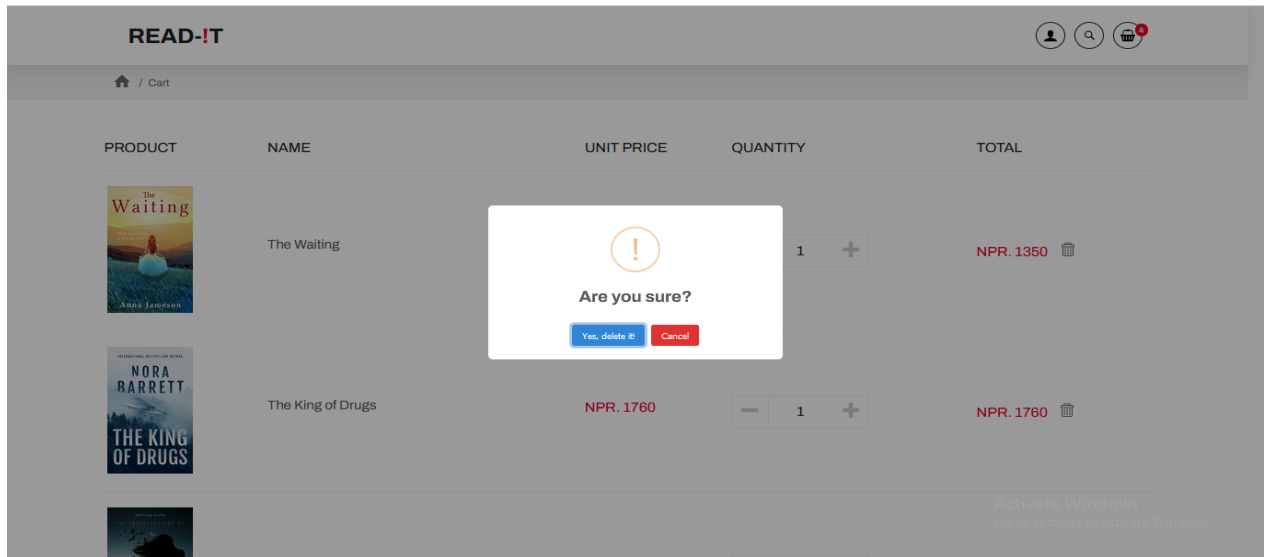 READ-!T
4
/ Cart
PRODUCT NAME UNIT PRICE QUANTITY TOTAL
The
Waiting
Anna Jameson
The Waiting
1 +
NPR. 1350
!
Are you sure?
Yes, delete it! Cancel
INTERNATIONAL BESTSELLING AUTHOR
NORA
BARRETT
THE KING
OF DRUGS
The King of Drugs
NPR. 1760
— 1 +
NPR. 1760
Activate Windows
Go to Settings to activate Windows.